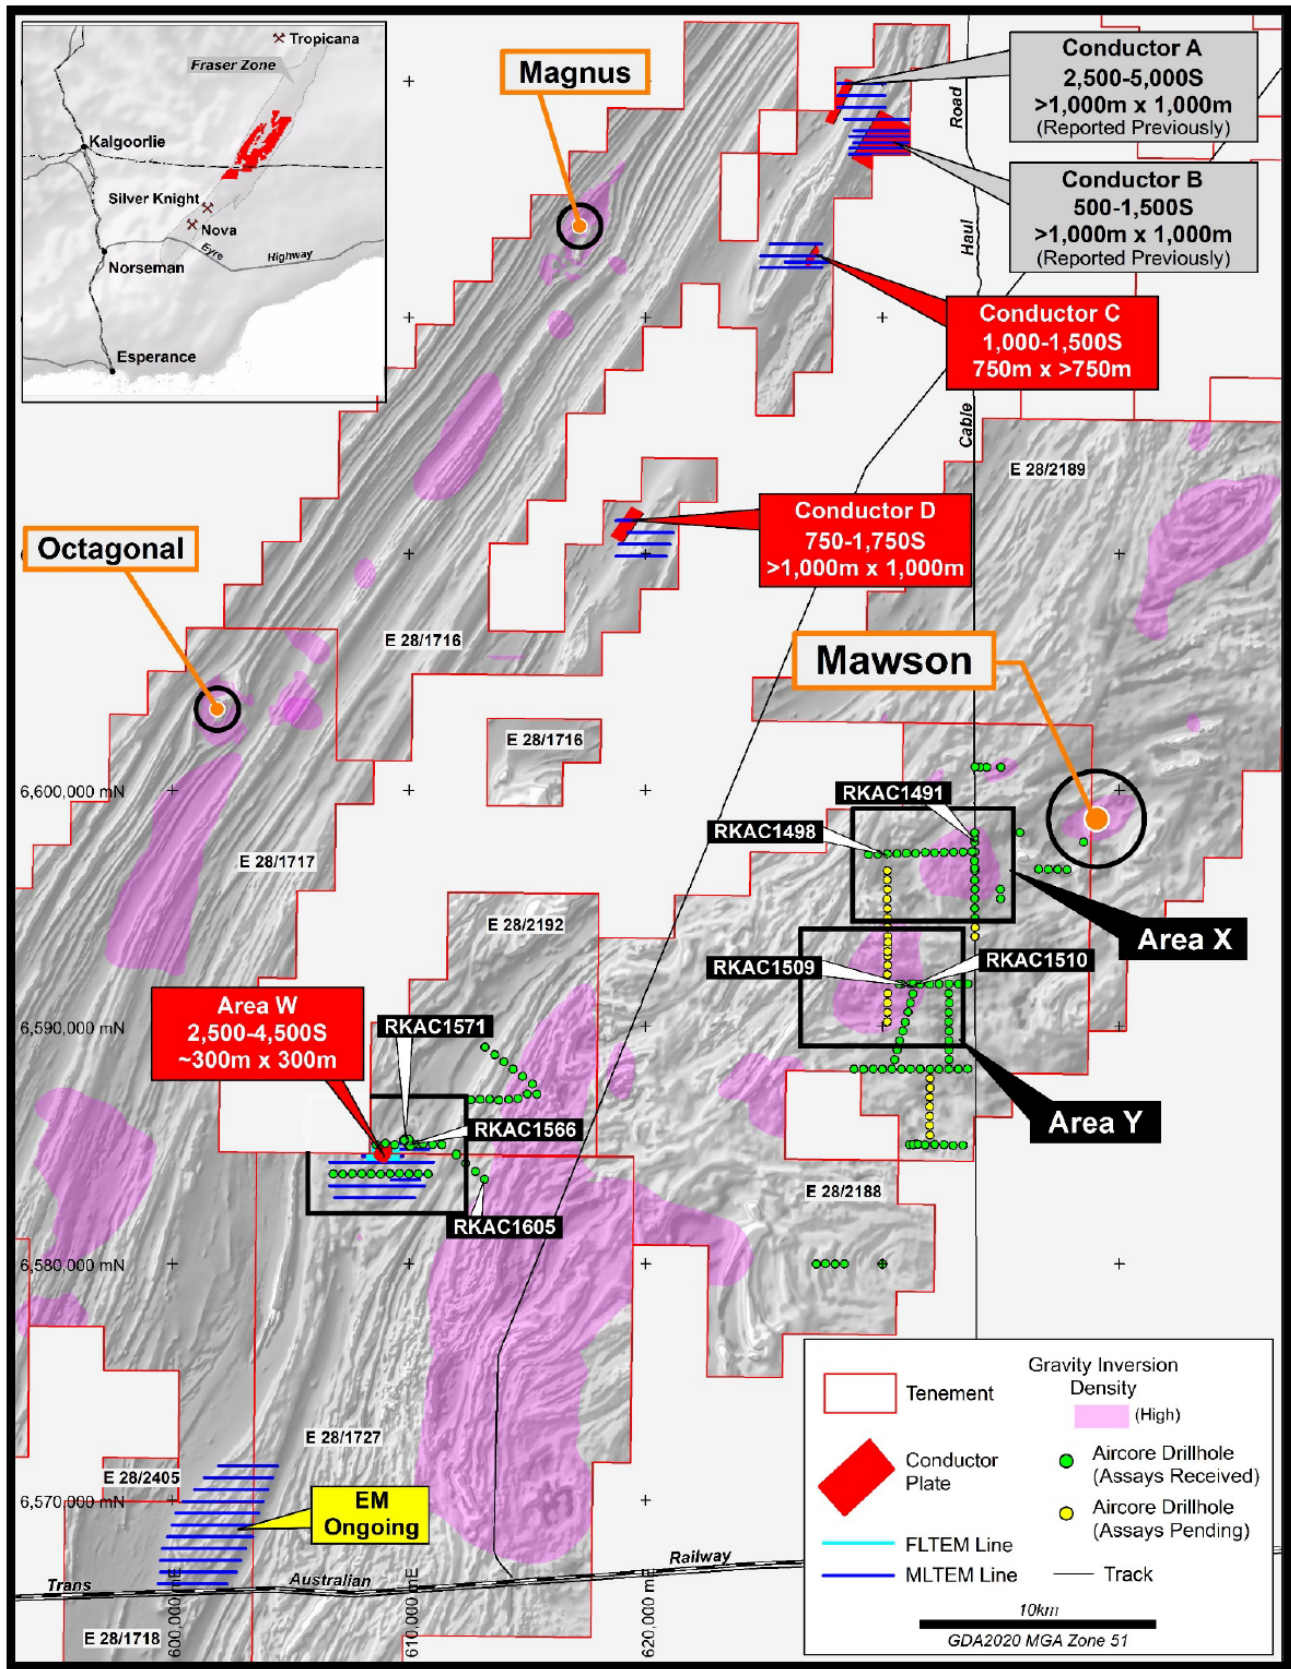 Tropicana
Fraser Zone
Kalgoorlie
Silver Knight
Nova
Eyre
Highway
Norseman
Esperance
Magnus
Conductor A
2,500-5,000S
>1,000m x 1,000m
(Reported Previously)
Road
Conductor B
500-1,500S
>1,000m x 1,000m
(Reported Previously)
Haul
Conductor C
1,000-1,500S
750m x >750m
Cable
E 28/2189
Conductor D
750-1,750S
>1,000m x 1,000m
Octagonal
E 28/1716
Mawson
E 28/1716
6,600,000 mN
RKAC1491
RKAC1498
E 28/1717
E 28/2192
Area X
RKAC1509
RKAC1510
Area W
2,500-4,500S
~300m x 300m
6,590,000 mN
RKAC1571
RKAC1566
Area Y
E 28/2188
RKAC1605
6,580,000 mN
E 28/1727
E 28/2405
6,570,000 mN
EM
Ongoing
Trans
Australian
Railway
E 28/1718
600,000 mE
610,000 mE
620,000 mE
Tenement
Gravity Inversion
Density
(High)
Conductor
Plate
Aircore Drillhole
(Assays Received)
Aircore Drillhole
(Assays Pending)
FLTEM Line
MLTEM Line
Track
10km
GDA2020 MGA Zone 51